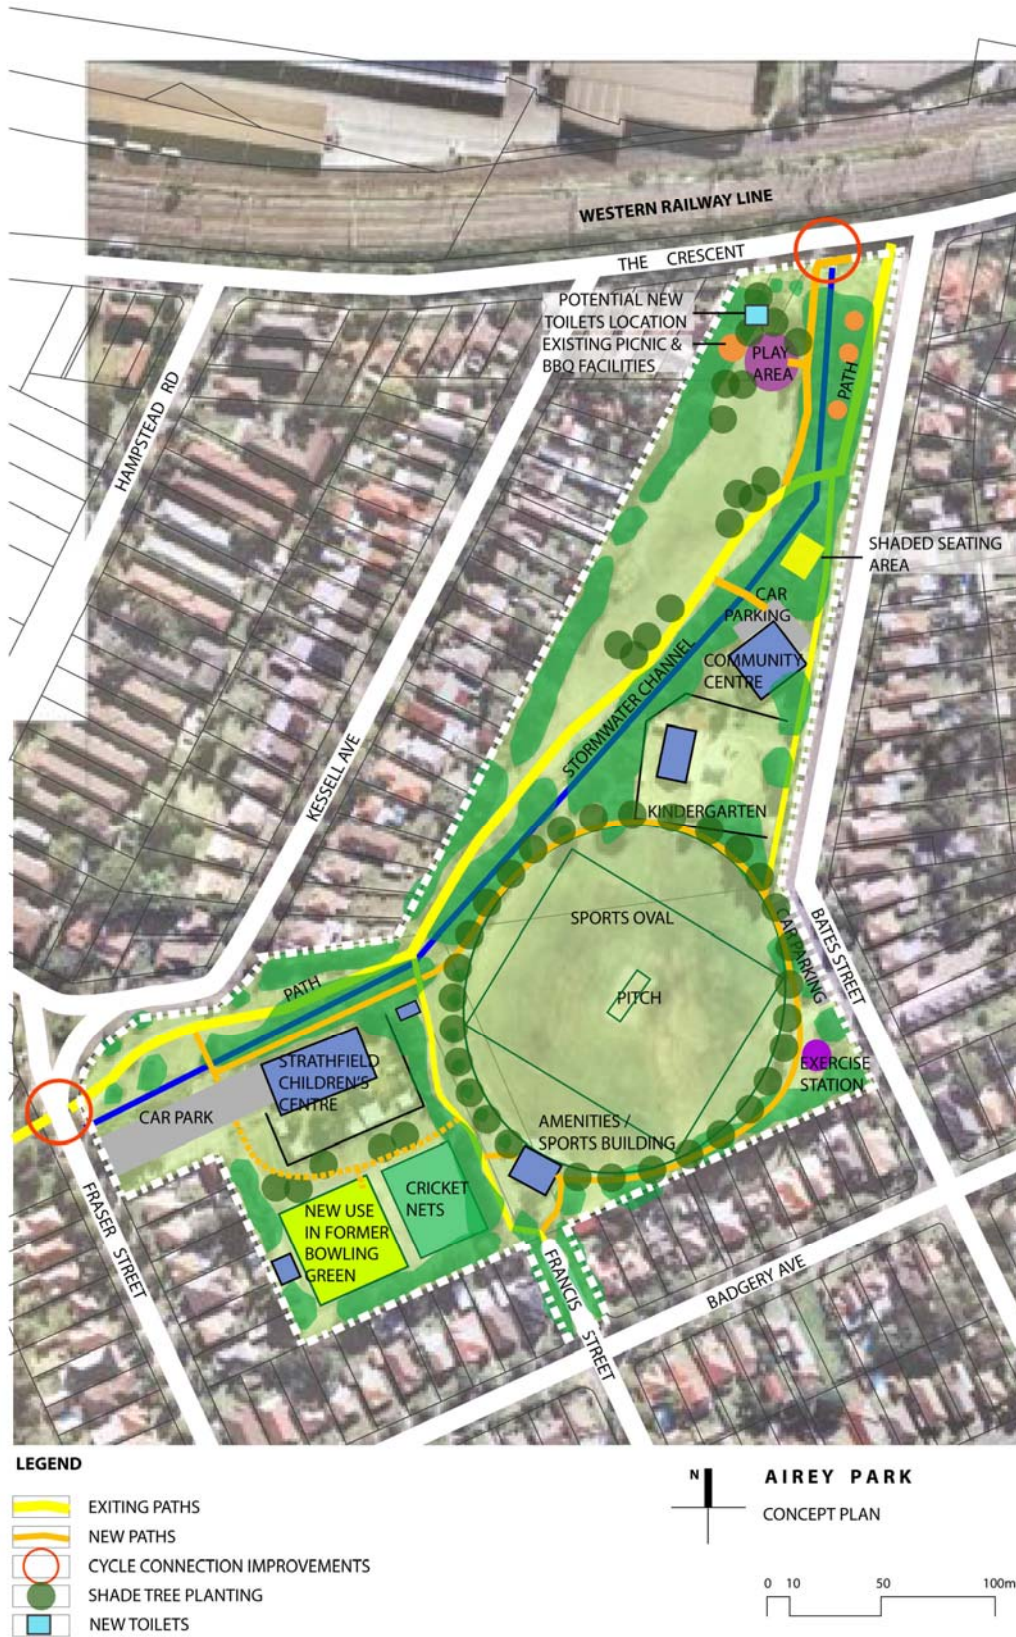 WESTERN RAILWAY LINE
THE CRESCENT
POTENTIAL NEW
TOILETS LOCATION
EXISTING PICNIC &
BBQ FACILITIES
PLAY
AREA
PATH
HAMPSTEAD RD
SHADED SEATING
AREA
CAR
PARKING
COMMUNITY
CENTRE
STORMWATER CHANNEL
KESSELL AVE
KINDERGARTEN
SPORTS OVAL
PITCH
CAR PARKING
BATES STREET
PATH
EXERCISE
STATION
STRATHFIELD
CHILDREN'S
CENTRE
CAR PARK
AMENITIES /
SPORTS BUILDING
CRICKET
NETS
NEW USE
IN FORMER
BOWLING
GREEN
FRASER STREET
FRANCIS STREET
BADGERY AVE
LEGEND
EXITING PATHS
NEW PATHS
CYCLE CONNECTION IMPROVEMENTS
SHADE TREE PLANTING
NEW TOILETS
N
AIREY PARK
CONCEPT PLAN
0 10 50 100m